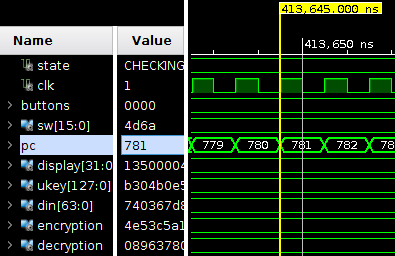 413,645.000 ns
Name Value 413,650 ns
state CHECKING
clk 1
buttons 0000
sw[15:0] 4d6a
pc 781 779 780 781 782 78
display[31:0 13500004
ukey[127:0] b304b0e5
din[63:0] 740367d8
encryption 4e53c5a1
decryption 08963780